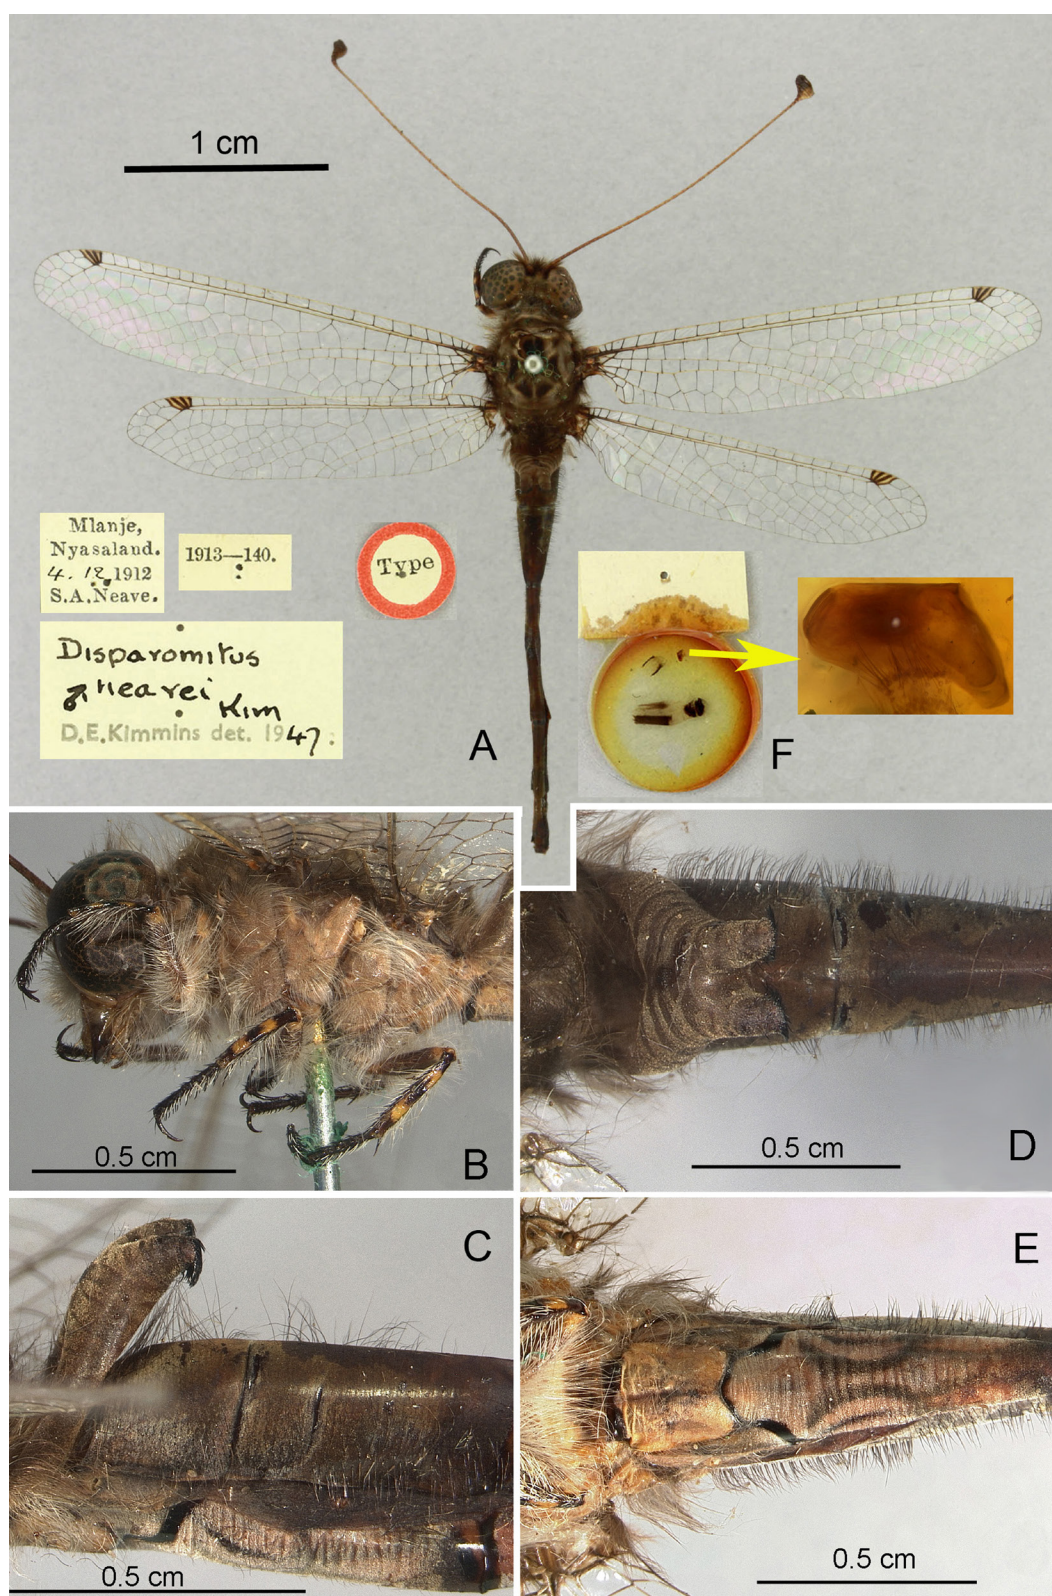 1 cm
Mlanje,
Nyasaland.
4. 12. 1912
S.A.Neave.
1913—140.
Type
Disparomitus
♂ neavei Kim
D.E.Kimmins det. 1947.
A
F
0.5 cm
B
0.5 cm
D
C
0.5 cm
E
0.5 cm